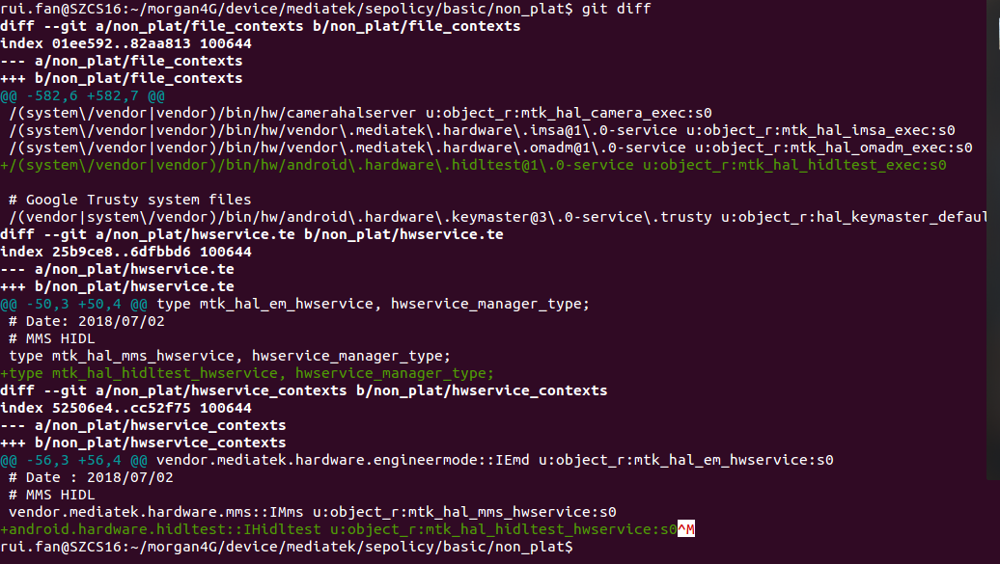 rui.fan@SZCS16:~/morgan4G/device/mediatek/sepolicy/basic/non_plat$ git diff
diff --git a/non_plat/file_contexts b/non_plat/file_contexts
index 01ee592..82aa813 100644
--- a/non_plat/file_contexts
+++ b/non_plat/file_contexts
@@ -582,6 +582,7 @@
 /(system\/vendor|vendor)/bin/hw/camerahalserver u:object_r:mtk_hal_camera_exec:s0
 /(system\/vendor|vendor)/bin/hw/vendor\.mediatek\.hardware\.imsa@1\.0-service u:object_r:mtk_hal_imsa_exec:s0
 /(system\/vendor|vendor)/bin/hw/vendor\.mediatek\.hardware\.omadm@1\.0-service u:object_r:mtk_hal_omadm_exec:s0
+/(system\/vendor|vendor)/bin/hw/android\.hardware\.hidltest@1\.0-service u:object_r:mtk_hal_hidltest_exec:s0
 # Google Trusty system files
 /(vendor|system\/vendor)/bin/hw/android\.hardware\.keymaster@3\.0-service\.trusty u:object_r:hal_keymaster_defaul
diff --git a/non_plat/hwservice.te b/non_plat/hwservice.te
index 25b9ce8..6dfbbd6 100644
--- a/non_plat/hwservice.te
+++ b/non_plat/hwservice.te
@@ -50,3 +50,4 @@ type mtk_hal_em_hwservice, hwservice_manager_type;
 # Date: 2018/07/02
 # MMS HIDL
 type mtk_hal_mms_hwservice, hwservice_manager_type;
+type mtk_hal_hidltest_hwservice, hwservice_manager_type;
diff --git a/non_plat/hwservice_contexts b/non_plat/hwservice_contexts
index 52506e4..cc52f75 100644
--- a/non_plat/hwservice_contexts
+++ b/non_plat/hwservice_contexts
@@ -56,3 +56,4 @@ vendor.mediatek.hardware.engineermode::IEmd u:object_r:mtk_hal_em_hwservice:s0
 # Date : 2018/07/02
 # MMS HIDL
 vendor.mediatek.hardware.mms::IMms u:object_r:mtk_hal_mms_hwservice:s0
+android.hardware.hidltest::IHidltest u:object_r:mtk_hal_hidltest_hwservice:s0^M
rui.fan@SZCS16:~/morgan4G/device/mediatek/sepolicy/basic/non_plat$